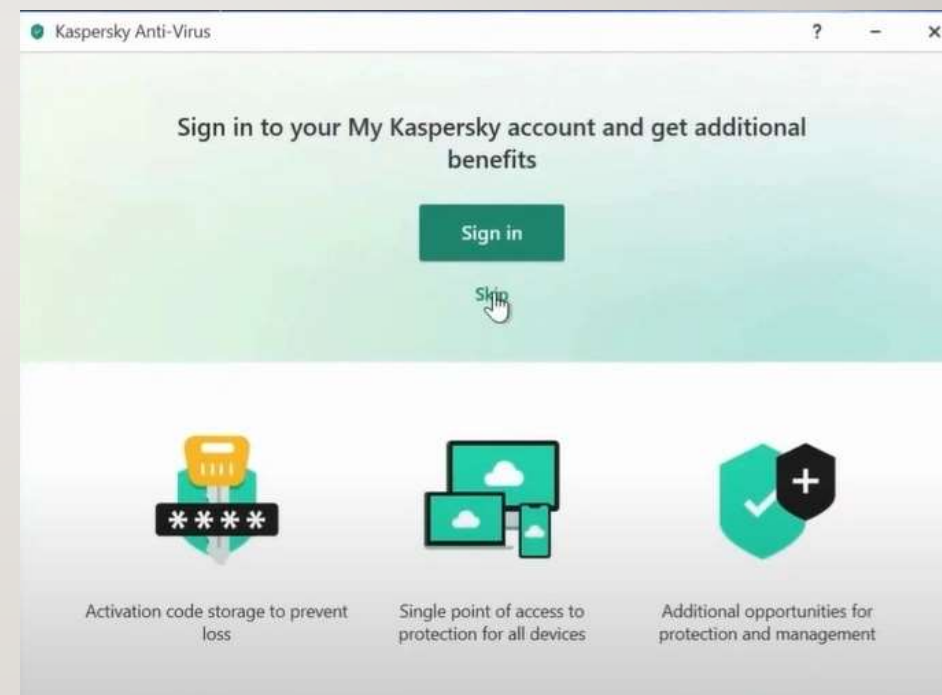 Kaspersky Anti-Virus
?
Sign in to your My Kaspersky account and get additional
benefits
Sign in
Skip
****
Activation code storage to prevent
loss
Single point of access to
protection for all devices
Additional opportunities for
protection and management